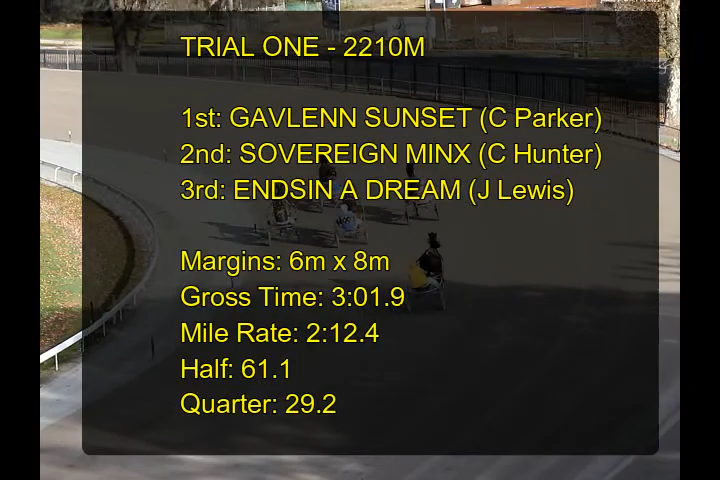 TRIAL ONE - 2210M
1st: GAVLENN SUNSET (C Parker)
2nd: SOVEREIGN MINX (C Hunter)
3rd: ENDSIN A DREAM (J Lewis)
Margins: 6m x 8m
Gross Time: 3:01.9
Mile Rate: 2:12.4
Half: 61.1
Quarter: 29.2